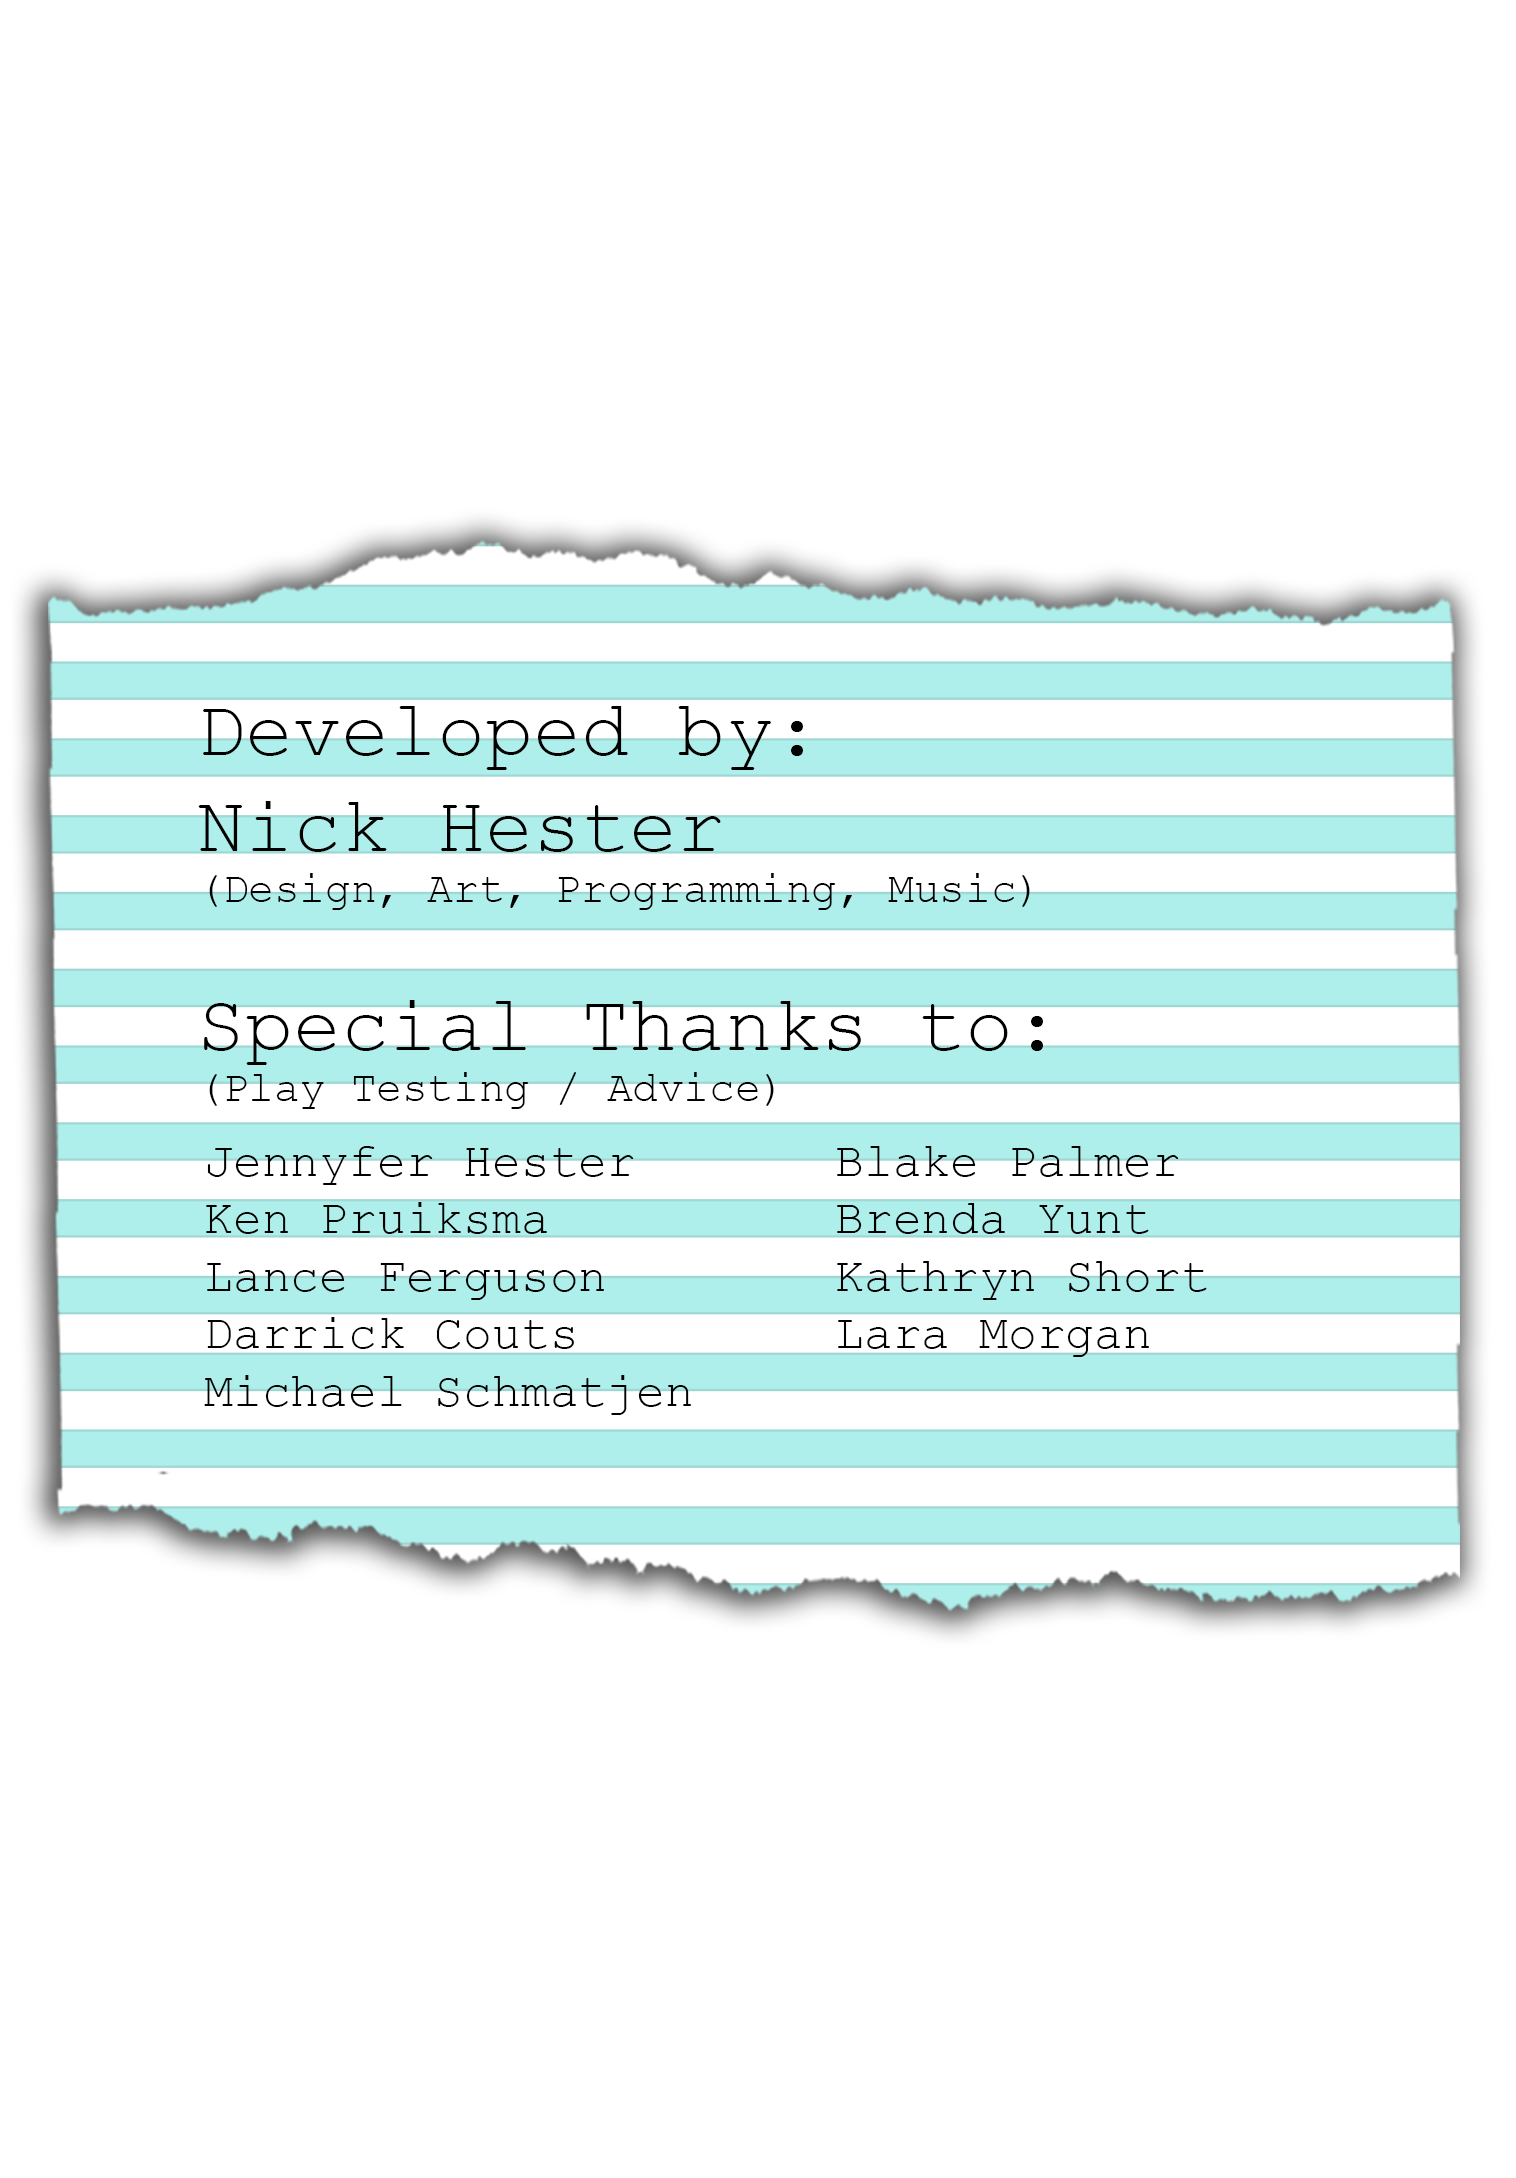 Developed by:
Nick Hester
(Design, Art, Programming, Music)
Special Thanks to:
(Play Testing / Advice)
Jennyfer Hester
Ken Pruiksma
Lance Ferguson
Darrick Couts
Michael Schmatjen
Blake Palmer
Brenda Yunt
Kathryn Short
Lara Morgan